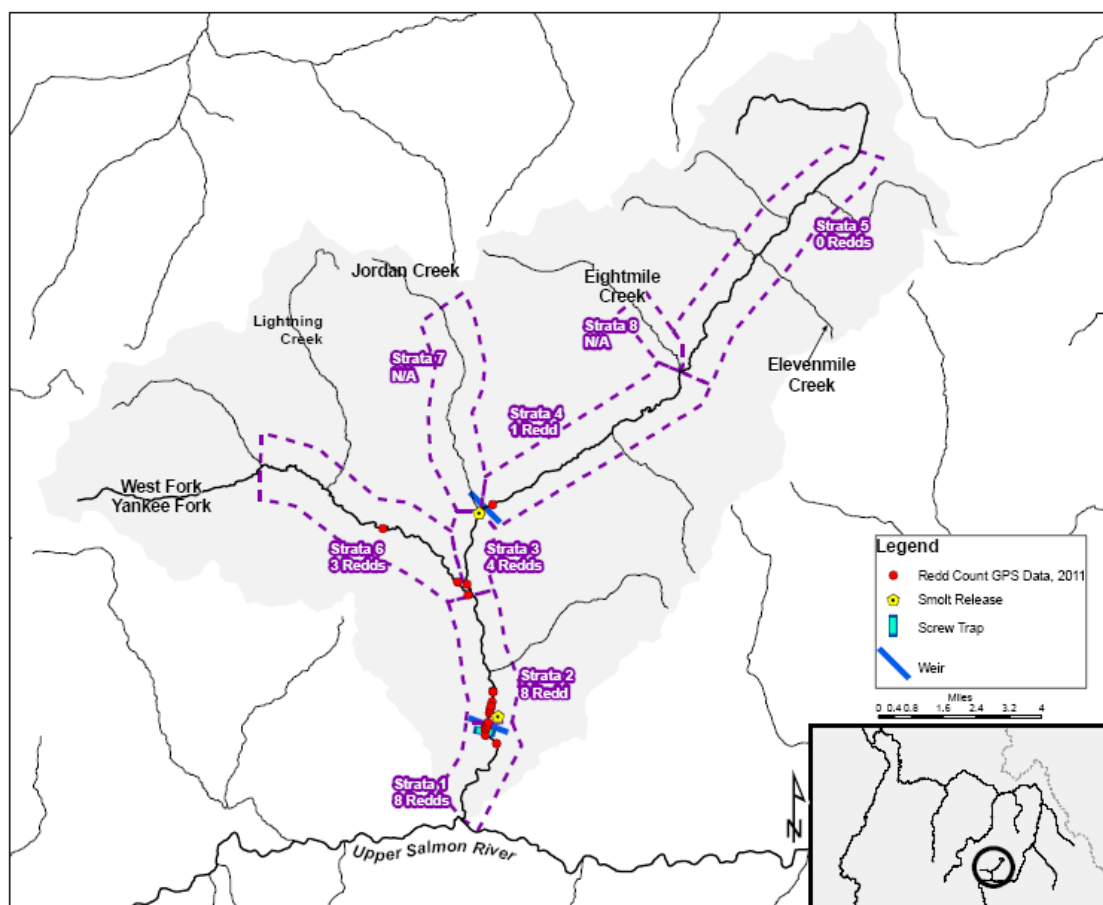 Jordan Creek
Eightmile
Creek
Strata 5
0 Redds
Lightning
Creek
Strata 7
N/A
Strata 8
N/A
Elevenmile
Creek
Strata 4
1 Redd
West Fork
Yankee Fork
Strata 6
3 Redds
Strata 3
4 Redds
Strata 2
8 Redd
Strata 1
8 Redds
Upper Salmon River
N
Legend
Redd Count GPS Data, 2011
Smolt Release
Screw Trap
Weir
Miles
0 0.4 0.8 1.6 2.4 3.2 4